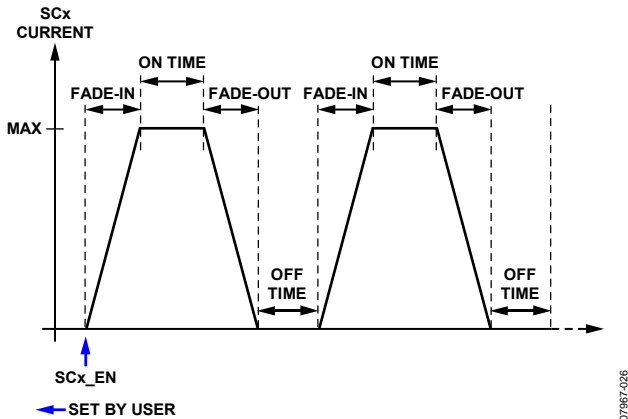 SCx
CURRENT
ON TIME
ON TIME
FADE-IN
FADE-OUT
FADE-IN
FADE-OUT
MAX
OFF
TIME
OFF
TIME
SCx_EN
SET BY USER
07967-026